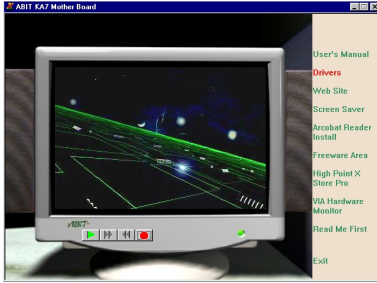 ABIT KA7 Mother Board
User's Manual
Drivers
Web Site
Screen Saver
Arcobat Reader
Install
Freeware Area
High Point X
Store Pro
VIA Hardware
Monitor
Read Me First
ABIT
Exit